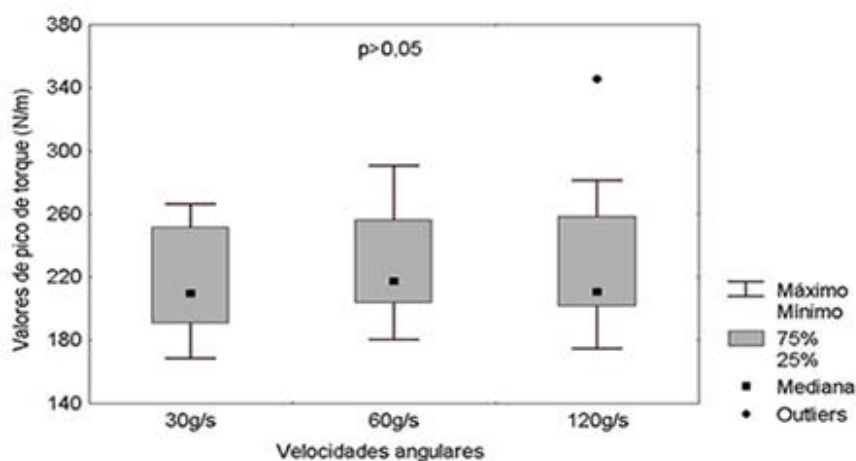 Valores de pico de torque (N/m)
380
340
300
260
220
180
140
p>0,05
30g/s
60g/s
120g/s
Velocidades angulares
Máximo
Mínimo
75%
25%
Mediana
Outliers